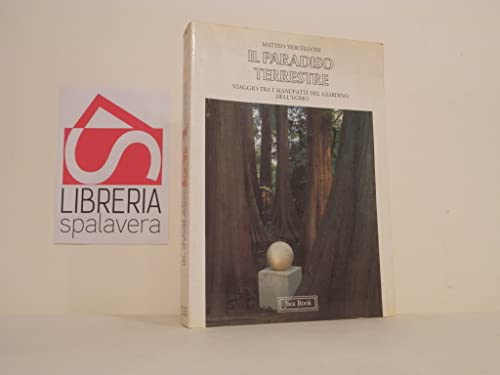 LIBRERIA
spalavera
MATTEO VERCELLONI
IL PARADISO
TERRESTRE
VIAGGIO TRA I MANUFATTI DEL GIARDINO
DELL'UOMO
Jaca Book